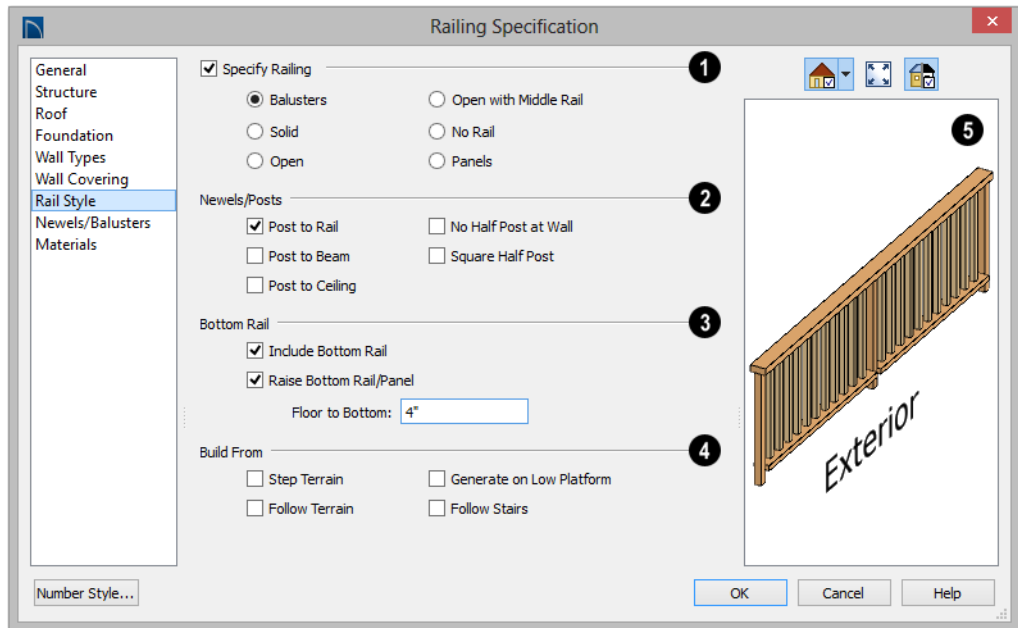 Railing Specification
General
Structure
Roof
Foundation
Wall Types
Wall Covering
Rail Style
Newels/Balusters
Materials
Specify Railing
1
Balusters
Open with Middle Rail
Solid
No Rail
Open
Panels
Newels/Posts
2
Post to Rail
No Half Post at Wall
Post to Beam
Square Half Post
Post to Ceiling
Bottom Rail
3
Include Bottom Rail
Raise Bottom Rail/Panel
Floor to Bottom: 4"
Build From
4
Step Terrain
Generate on Low Platform
Follow Terrain
Follow Stairs
5
Exterior
Number Style...
OK
Cancel
Help